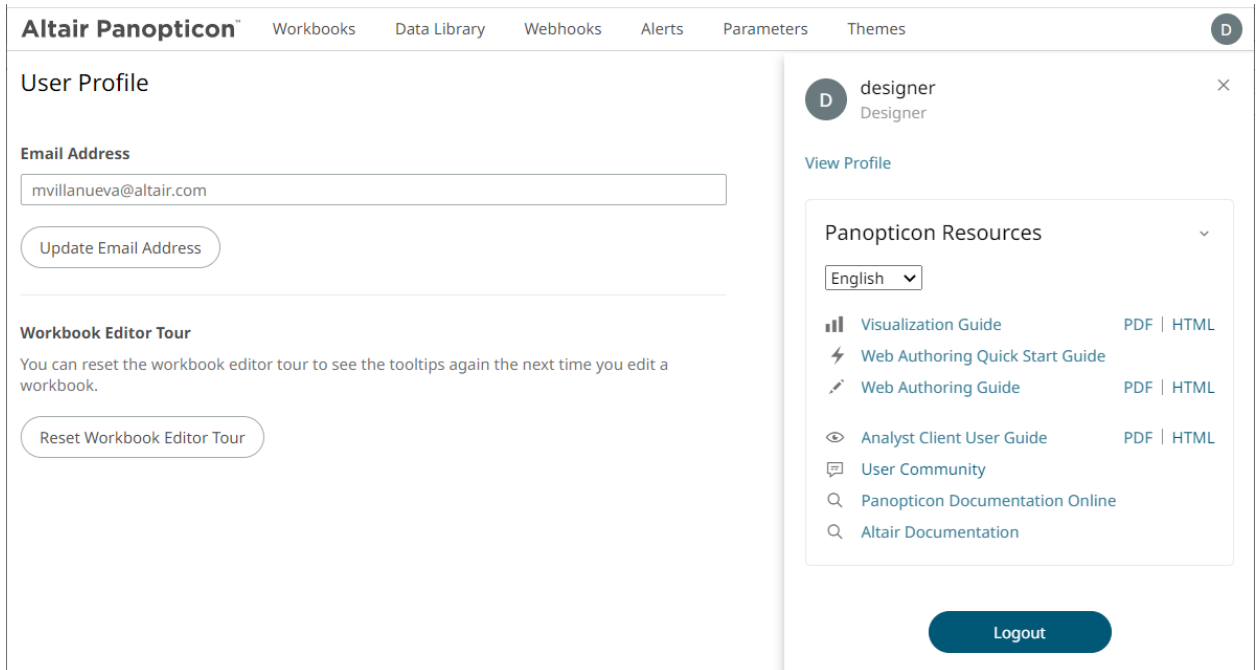 Altair Panopticon™ Workbooks Data Library Webhooks Alerts Parameters Themes D
User Profile
Email Address
mvillanueva@altair.com
Update Email Address
Workbook Editor Tour
You can reset the workbook editor tour to see the tooltips again the next time you edit a
workbook.
Reset Workbook Editor Tour
D
designer
Designer
View Profile
Panopticon Resources
English
Visualization Guide PDF | HTML
Web Authoring Quick Start Guide
Web Authoring Guide PDF | HTML
Analyst Client User Guide PDF | HTML
User Community
Panopticon Documentation Online
Altair Documentation
Logout